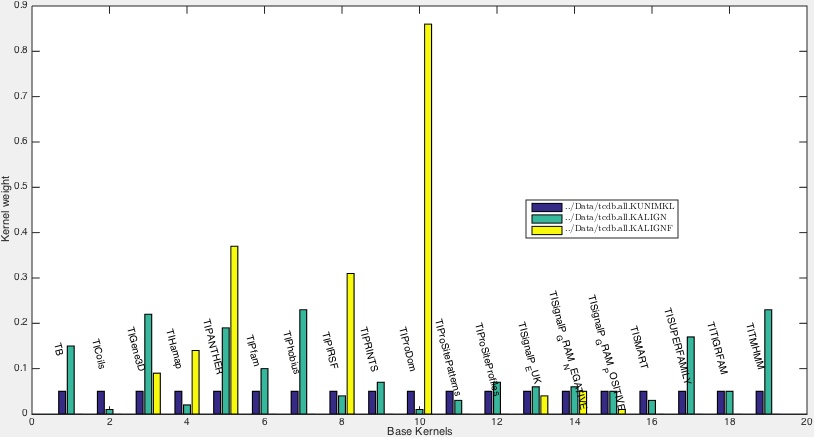 0.9
0.8
0.7
0.6
0.5
0.4
0.3
0.2
0.1
0
Kernel weight
../Data/tcdb.all.KUNIMKL
../Data/tcdb.all.KALIGN
../Data/tcdb.all.KALIGNF
TB
TICoils
TIGene3D
TIHamap
TIPANTHER
TIPfam
TIPhobius
TIPIRSF
TIPRINTS
TIProDom
TIProSitePatterns
TIProSiteProfiles
TISignalP_EUK
TISignalP_GRAM_NEGATIVE
TISignalP_GRAM_POSITIVE
TISMART
TISUPERFAMILY
TITIGRFAM
TITMHMM
0 2 4 6 8 10 12 14 16 18 20
Base Kernels